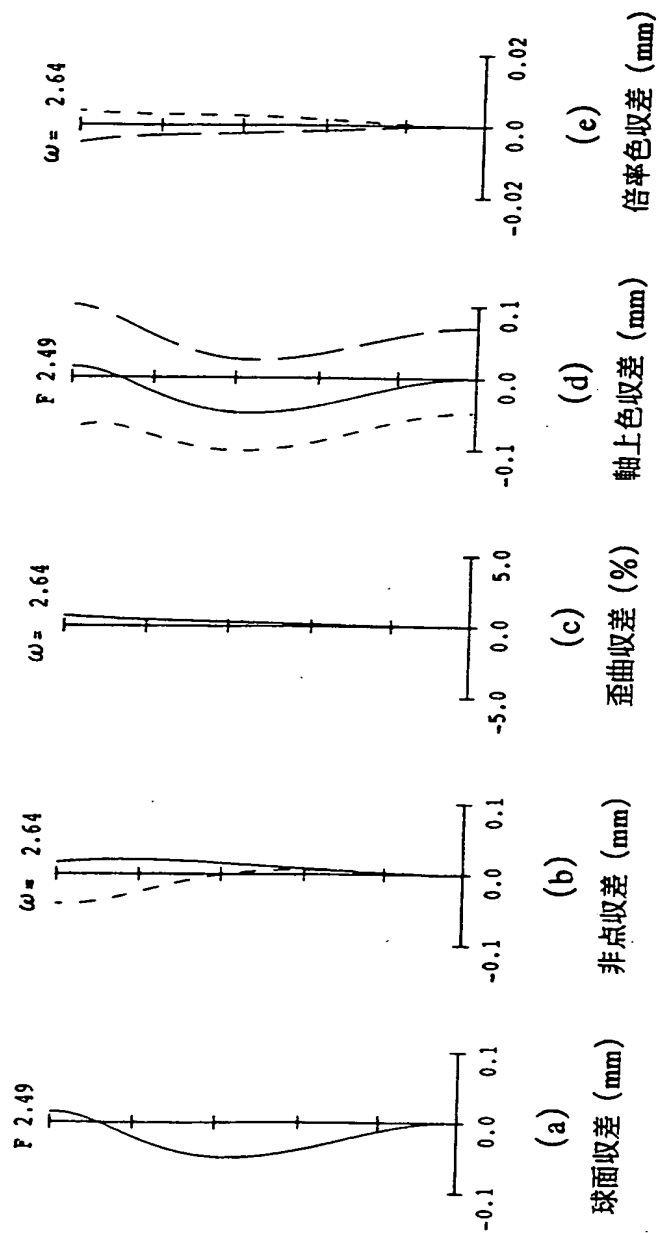 F 2.49
-0.1 0.0 0.1
(a)
球面収差 (mm)
ω= 2.64
-0.1 0.0 0.1
(b)
非点収差 (mm)
ω= 2.64
-5.0 0.0 5.0
(c)
歪曲収差 (%)
F 2.49
-0.1 0.0 0.1
(d)
軸上色収差 (mm)
ω= 2.64
-0.02 0.0 0.02
(e)
倍率色収差 (mm)